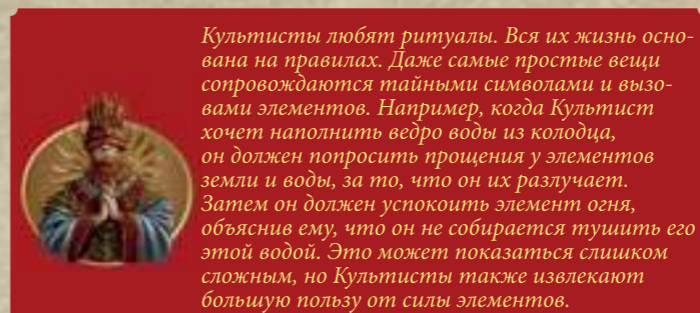 Культисты любят ритуалы. Вся их жизнь осно-
вана на правилах. Даже самые простые вещи
сопровождаются тайными символами и вызо-
вами элементов. Например, когда Культист
хочет наполнить ведро воды из колодца,
он должен попросить прощения у элементов
земли и воды, за то, что он их разлучает.
Затем он должен успокоить элемент огня,
объяснив ему, что он не собирается тушить его
этой водой. Это может показаться слишком
сложным, но Культисты также извлекают
большую пользу от силы элементов.